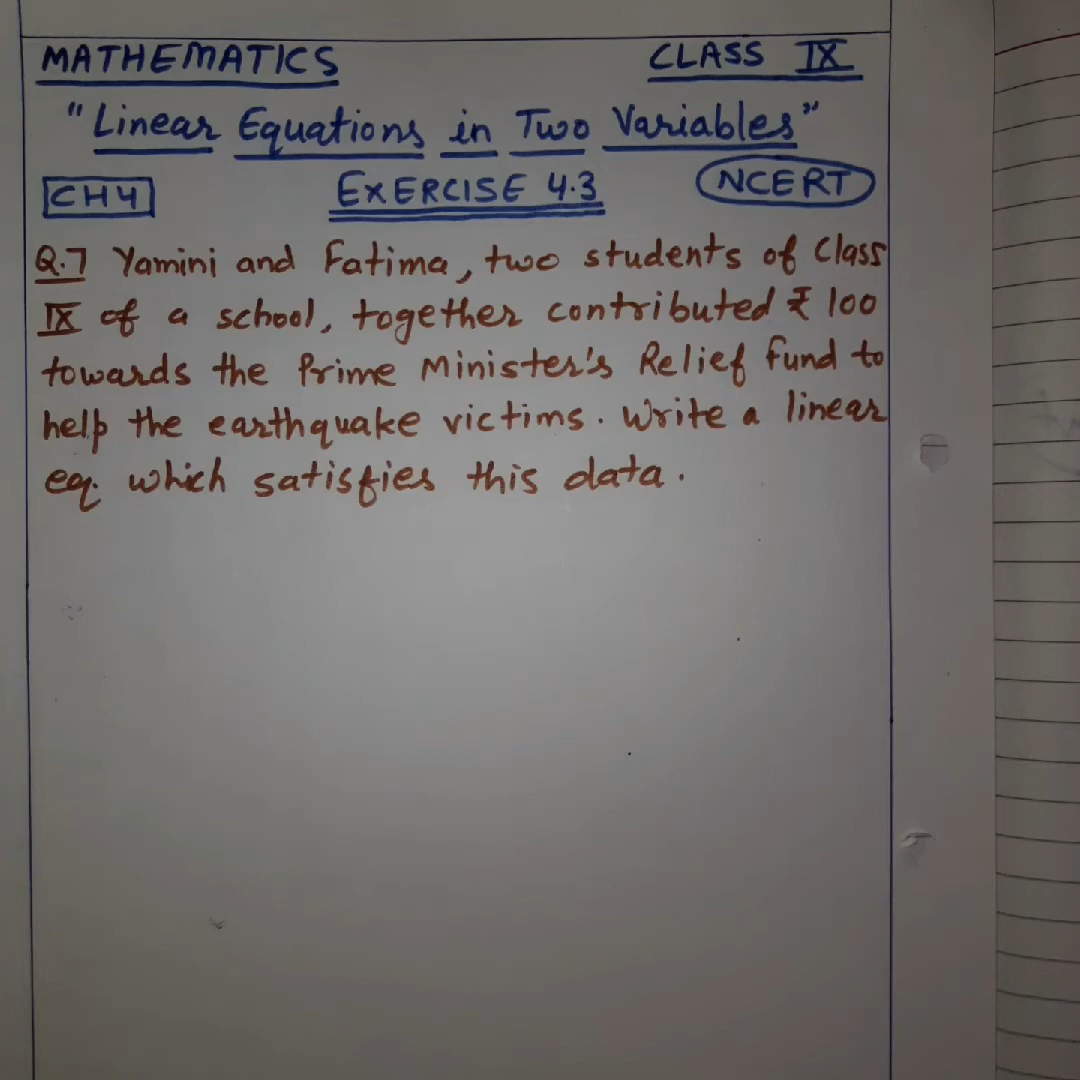 MATHEMATICS CLASS IX
"Linear Equations in Two Variables"
CH4 EXERCISE 4.3 NCERT
Q.7 Yamini and Fatima, two students of Class
IX of a school, together contributed ₹ 100
towards the Prime Minister's Relief Fund to
help the earthquake victims. Write a linear
eq. which satisfies this data.